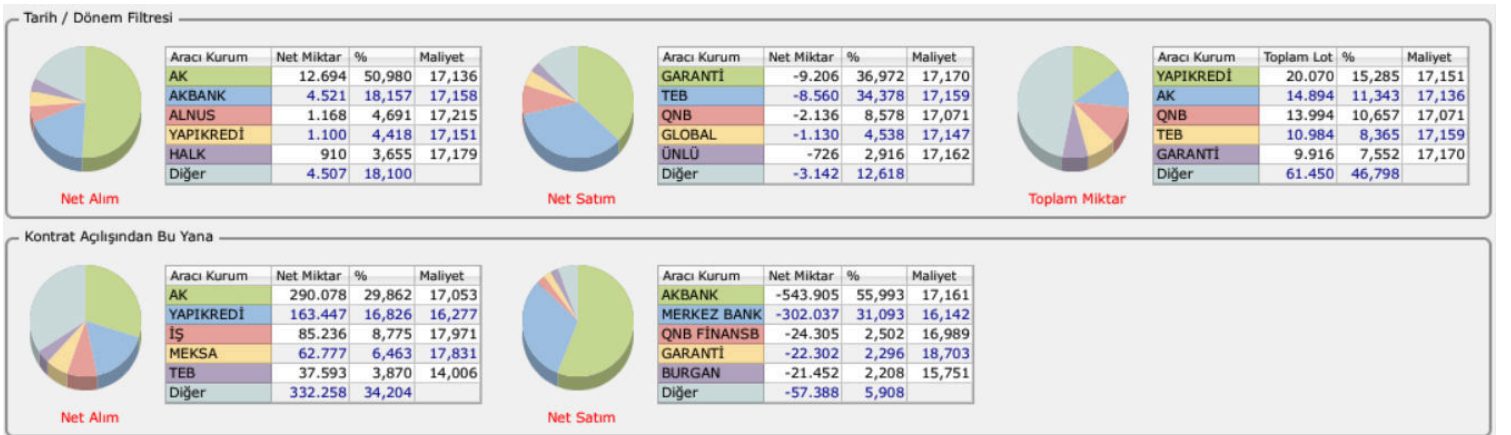 Tarih / Dönem Filtresi
Aracı Kurum Net Miktar % Maliyet
AK 12.694 50,980 17,136
AKBANK 4.521 18,157 17,158
ALNUS 1.168 4,691 17,215
YAPIKREDİ 1.100 4,418 17,151
HALK 910 3,655 17,179
Diğer 4.507 18,100
Net Alım
Aracı Kurum Net Miktar % Maliyet
GARANTİ -9.206 36,972 17,170
TEB -8.560 34,378 17,159
QNB -2.136 8,578 17,071
GLOBAL -1.130 4,538 17,147
ÜNLÜ -726 2,916 17,162
Diğer -3.142 12,618
Net Satım
Aracı Kurum Toplam Lot % Maliyet
YAPIKREDİ 20.070 15,285 17,151
AK 14.894 11,343 17,136
QNB 13.994 10,657 17,071
TEB 10.984 8,365 17,159
GARANTİ 9.916 7,552 17,170
Diğer 61.450 46,798
Toplam Miktar
Kontrat Açılışından Bu Yana
Aracı Kurum Net Miktar % Maliyet
AK 290.078 29,862 17,053
YAPIKREDİ 163.447 16,826 16,277
İŞ 85.236 8,775 17,971
MEKSA 62.777 6,463 17,831
TEB 37.593 3,870 14,006
Diğer 332.258 34,204
Net Alım
Aracı Kurum Net Miktar % Maliyet
AKBANK -543.905 55,993 17,161
MERKEZ BANK -302.037 31,093 16,142
QNB FİNANSB -24.305 2,502 16,989
GARANTİ -22.302 2,296 18,703
BURGAN -21.452 2,208 15,751
Diğer -57.388 5,908
Net Satım